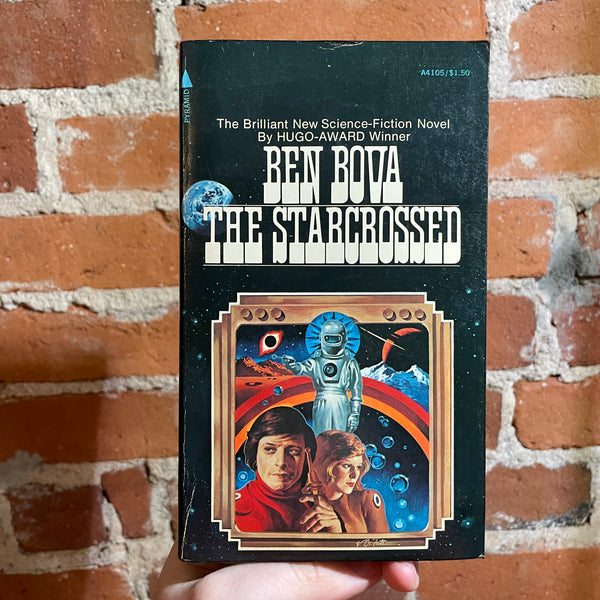 A4105/$1.50
PYRAMID
The Brilliant New Science-Fiction Novel
By HUGO-AWARD Winner
BEN BOVA
THE STARCROSSED